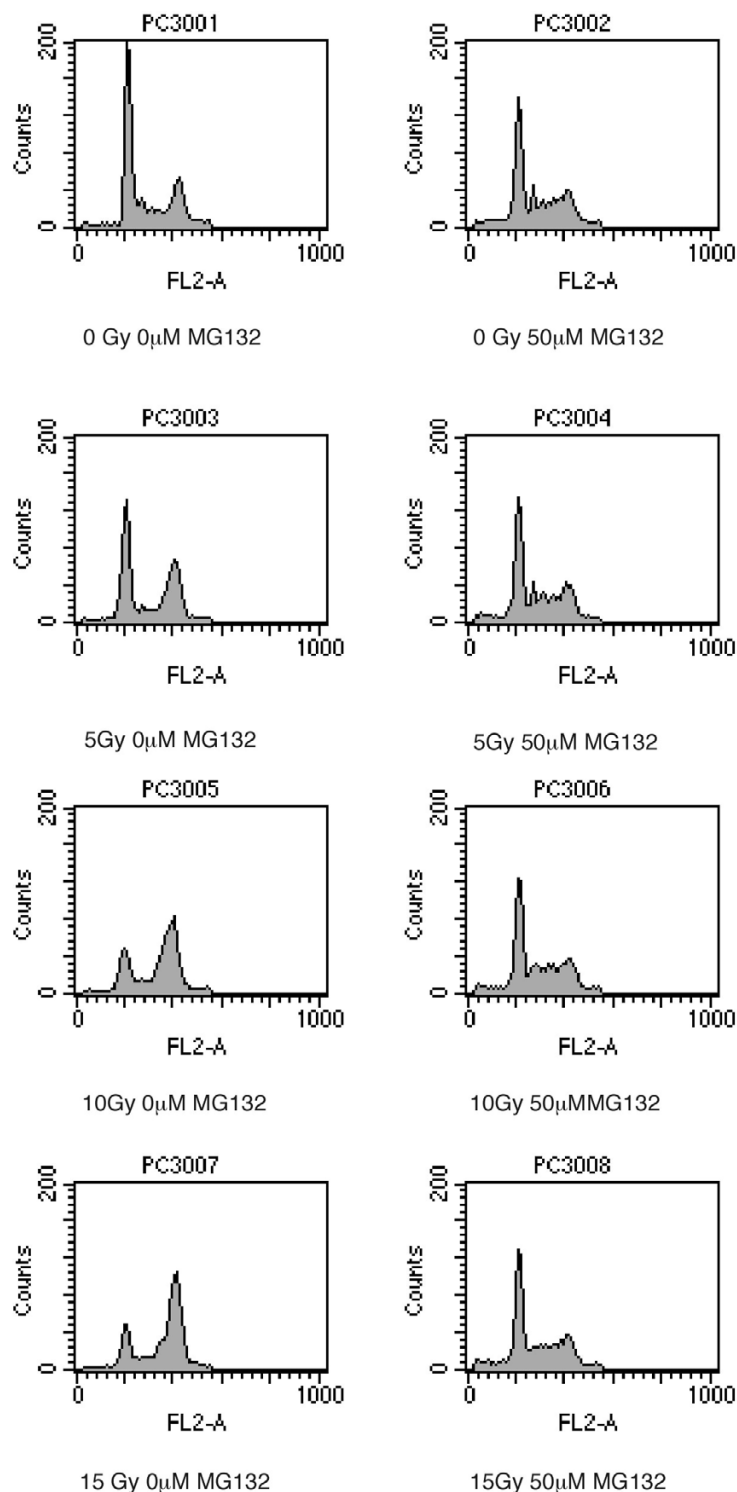 PC3001
200
Counts
0
0 1000
FL2-A
0 Gy 0μM MG132
PC3002
200
Counts
0
0 1000
FL2-A
0 Gy 50μM MG132
PC3003
200
Counts
0
0 1000
FL2-A
5Gy 0μM MG132
PC3004
200
Counts
0
0 1000
FL2-A
5Gy 50μM MG132
PC3005
200
Counts
0
0 1000
FL2-A
10Gy 0μM MG132
PC3006
200
Counts
0
0 1000
FL2-A
10Gy 50μMMG132
PC3007
200
Counts
0
0 1000
FL2-A
15 Gy 0μM MG132
PC3008
200
Counts
0
0 1000
FL2-A
15Gy 50μM MG132